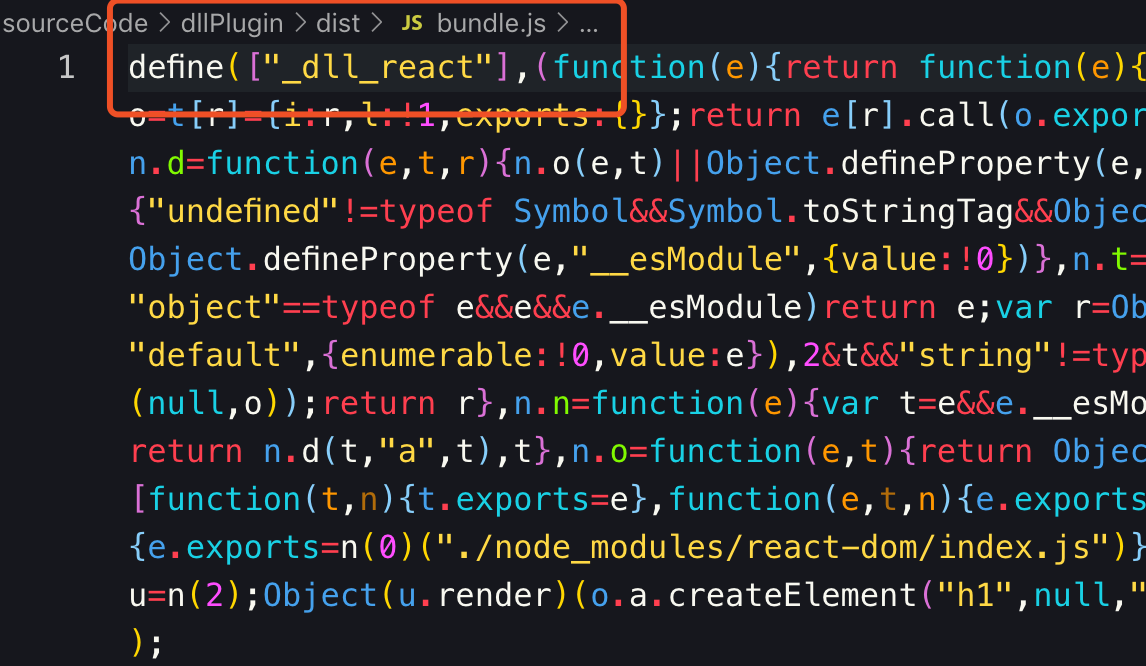 sourceCode > dllPlugin > dist > JS bundle.js > ...
1 define(["_dll_react"],(function(e){return function(e){
o=t[r]={i:r,l:!1,exports:{}};return e[r].call(o.expor
n.d=function(e,t,r){n.o(e,t)||Object.defineProperty(e,
{"undefined"!=typeof Symbol&&Symbol.toStringTag&&Objec
Object.defineProperty(e,"__esModule",{value:!0})},n.t=
"object"==typeof e&&e&&e.__esModule)return e;var r=Ob
"default",{enumerable:!0,value:e}),2&t&&"string"!=typ
(null,o));return r},n.n=function(e){var t=e&&e.__esMo
return n.d(t,"a",t),t},n.o=function(e,t){return Objec
[function(t,n){t.exports=e},function(e,t,n){e.exports
{e.exports=n(0)("./node_modules/react-dom/index.js")}
u=n(2);Object(u.render)(o.a.createElement("h1",null,"
);